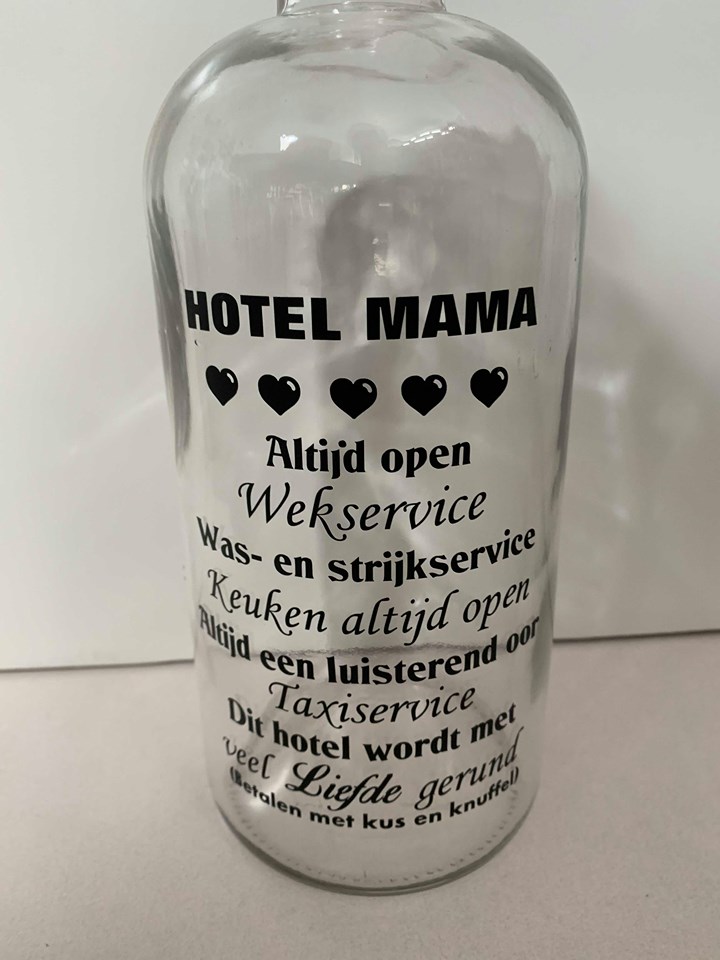 HOTEL MAMA
Altijd open
Wekservice
Was- en strijkservice
Keuken altijd open
Altijd een luisterend oor
Taxiservice
Dit hotel wordt met
veel Liefde gerund
(Betalen met kus en knuffel)